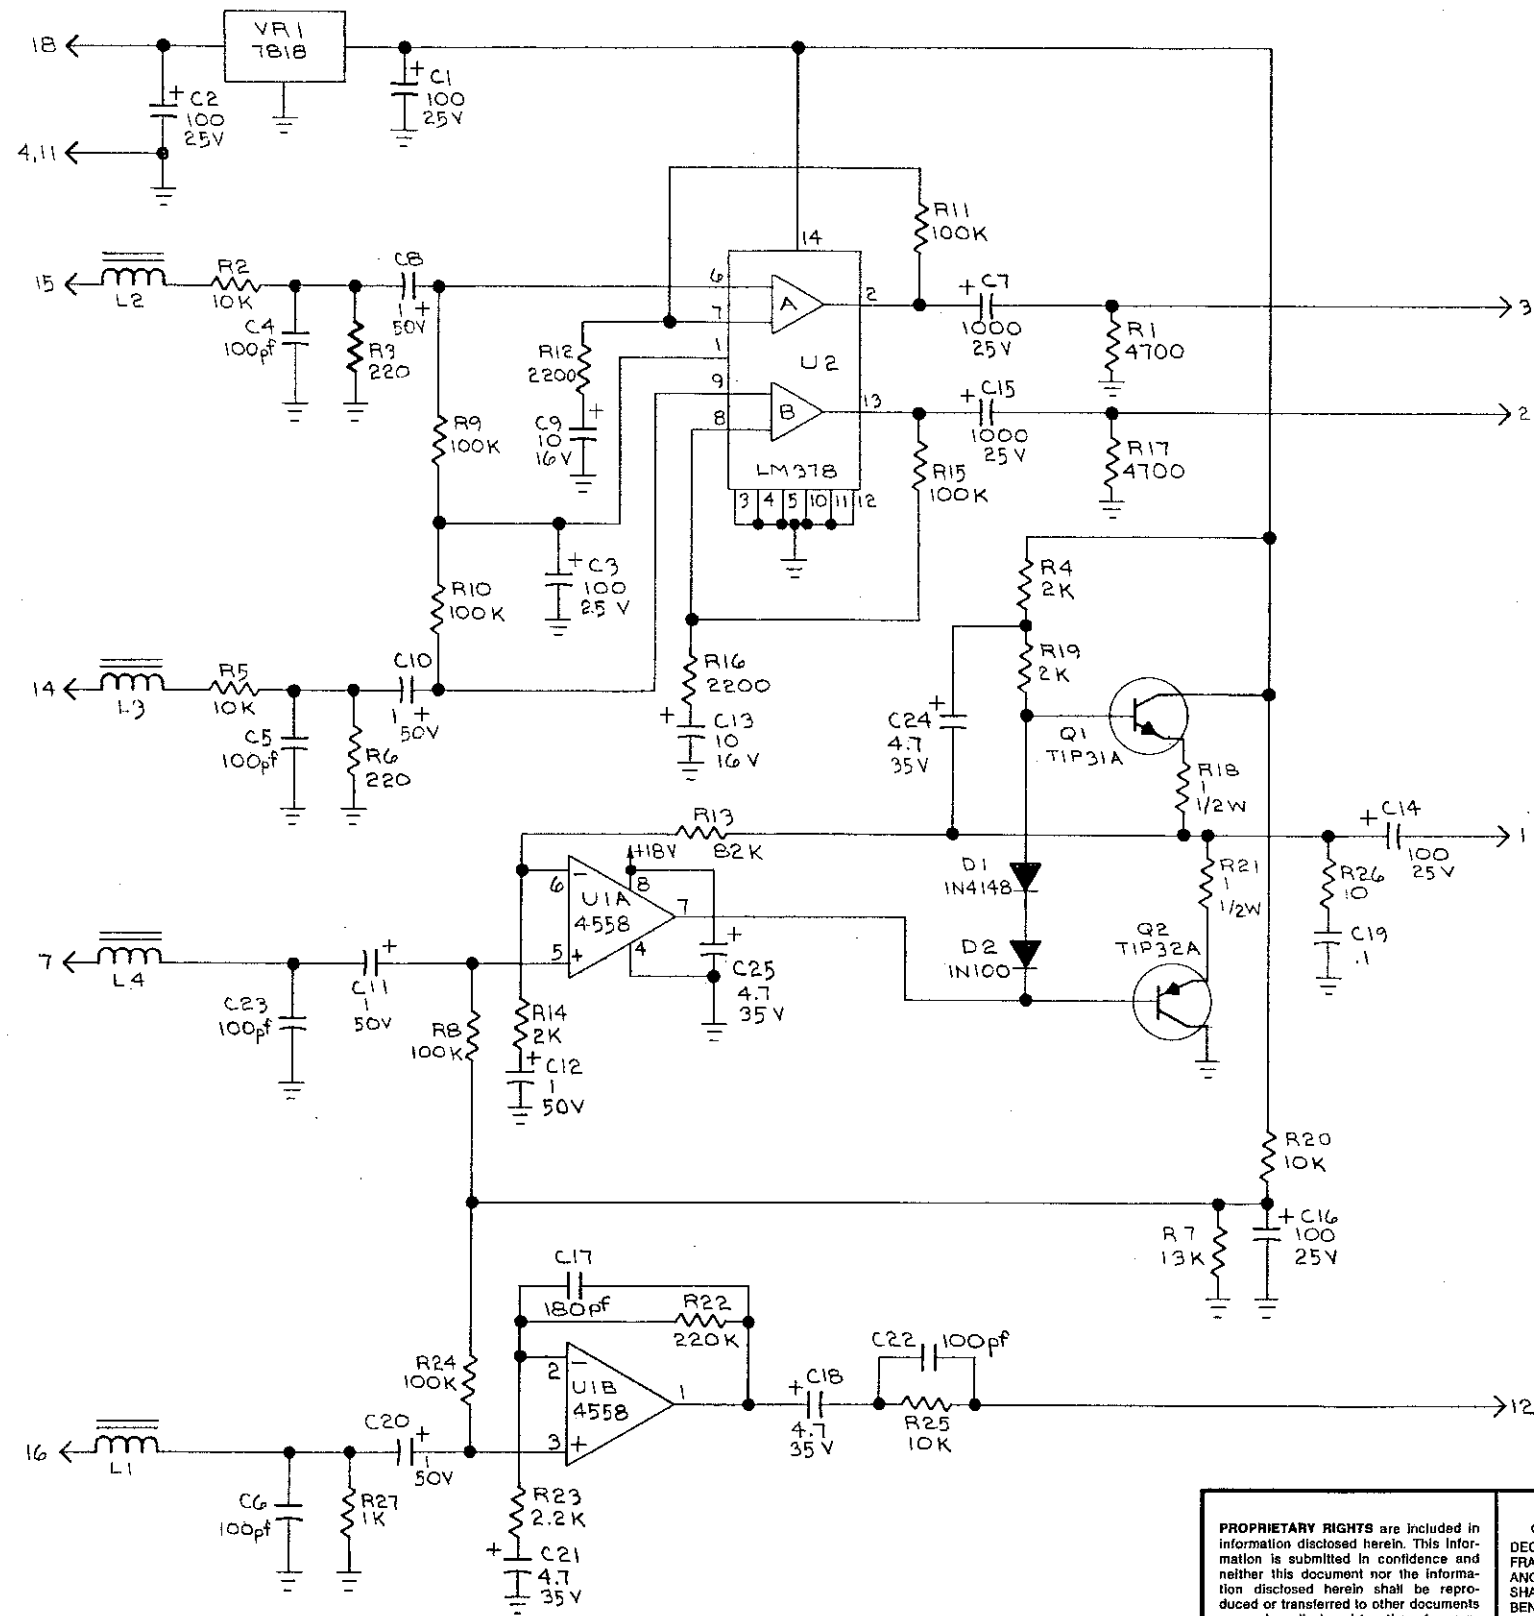 18
VR1
7818
+ C2
100
25V
+ C1
100
25V
4,11
15
L2
R2
10K
C4
100pf
R3
220
C8
1 +
50V
R9
100K
R12
2200
+
C9
10
16V
R11
100K
14
6
7
1
9
8
A
U2
B
LM378
2
13
3 4 5 10 11 12
+ C7
1000
25V
R1
4700
3
+ C15
1000
25V
R17
4700
2
R15
100K
R10
100K
+ C3
100
25V
14
L3
R5
10K
C5
100pf
R6
220
C10
1 +
50V
R16
2200
+ C13
10
16V
R4
2K
R19
2K
C24
+
4.7
35V
Q1
TIP31A
R18
1
1/2W
R13
82K
+ C14
100
25V
1
+18V
8
6
-
U1A
4558
7
5
+
4
+
C25
4.7
35V
D1
IN4148
D2
IN100
R21
1
1/2W
Q2
TIP32A
R26
10
C19
.1
7
L4
C23
100pf
+
C11
1
50V
R8
100K
R14
2K
+ C12
1
50V
R20
10K
R7
13K
+ C16
100
25V
C17
180pf
R22
220K
R24
100K
2
-
U1B
4558
1
3
+
+ C18
4.7
35V
C22
100pf
R25
10K
12
16
L1
C6
100pf
R27
1K
C20
+
1
50V
R23
2.2K
+ C21
4.7
35V
PROPRIETARY RIGHTS are included in
information disclosed herein. This infor-
mation is submitted in confidence and
neither this document nor the informa-
tion disclosed herein shall be repro-
duced or transferred to other documents
DEC
FRA
ANG
SHA
BEN